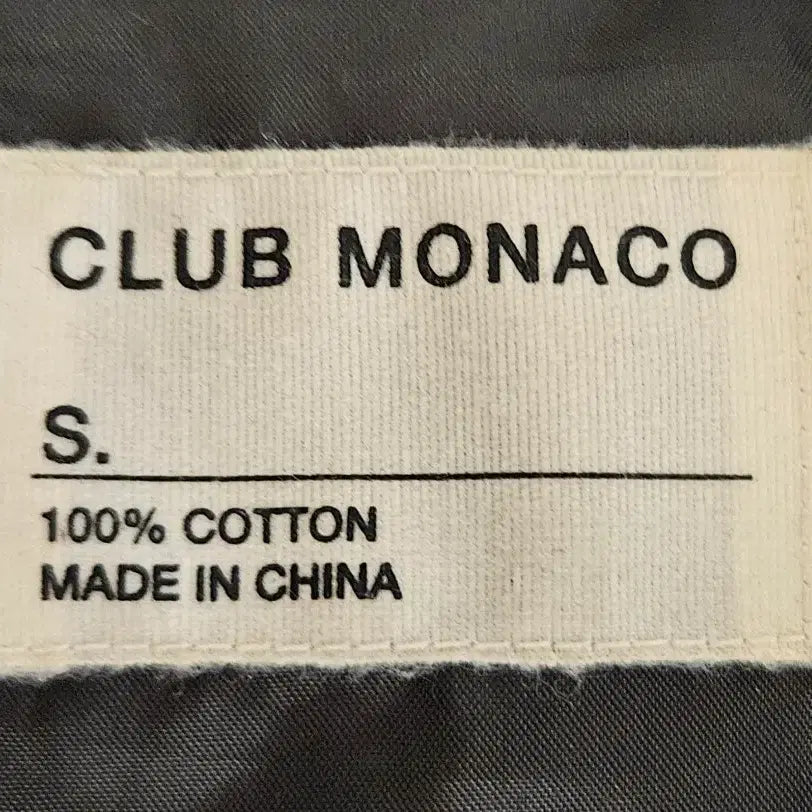 CLUB MONACO
S.
100% COTTON
MADE IN CHINA